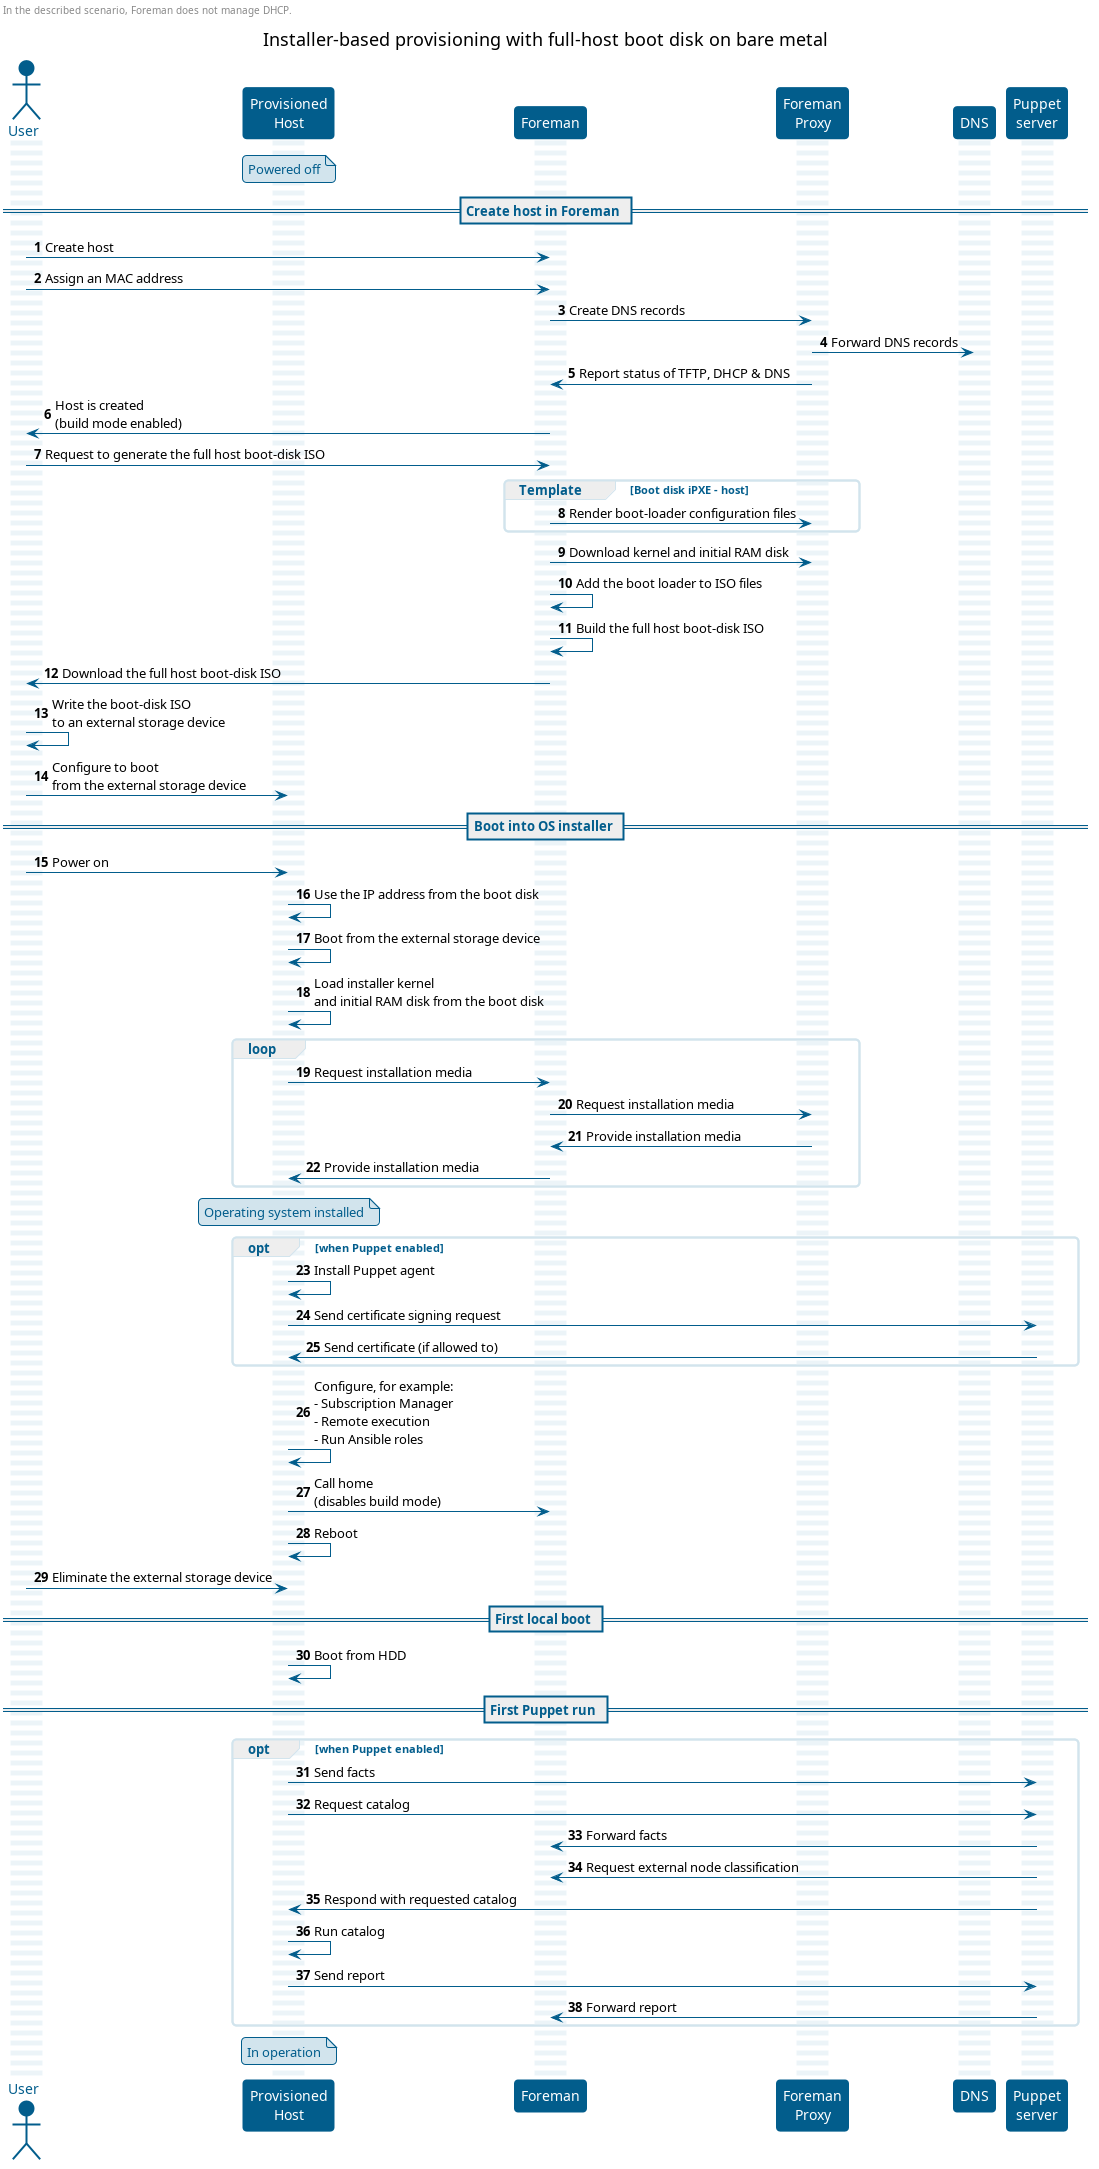 In the described scenario, Foreman does not manage DHCP.
Installer-based provisioning with full-host boot disk on bare metal
User
Provisioned
Host
Foreman
Foreman
Proxy
DNS
Puppet
server
Powered off
Create host in Foreman
1 Create host
2 Assign an MAC address
3 Create DNS records
4 Forward DNS records
5 Report status of TFTP, DHCP & DNS
6 Host is created
(build mode enabled)
7 Request to generate the full host boot-disk ISO
Template [Boot disk iPXE - host]
8 Render boot-loader configuration files
9 Download kernel and initial RAM disk
10 Add the boot loader to ISO files
11 Build the full host boot-disk ISO
12 Download the full host boot-disk ISO
13 Write the boot-disk ISO
to an external storage device
14 Configure to boot
from the external storage device
Boot into OS installer
15 Power on
16 Use the IP address from the boot disk
17 Boot from the external storage device
18 Load installer kernel
and initial RAM disk from the boot disk
loop
19 Request installation media
20 Request installation media
21 Provide installation media
22 Provide installation media
Operating system installed
opt [when Puppet enabled]
23 Install Puppet agent
24 Send certificate signing request
25 Send certificate (if allowed to)
26 Configure, for example:
- Subscription Manager
- Remote execution
- Run Ansible roles
27 Call home
(disables build mode)
28 Reboot
29 Eliminate the external storage device
First local boot
30 Boot from HDD
First Puppet run
opt [when Puppet enabled]
31 Send facts
32 Request catalog
33 Forward facts
34 Request external node classification
35 Respond with requested catalog
36 Run catalog
37 Send report
38 Forward report
In operation
User
Provisioned
Host
Foreman
Foreman
Proxy
DNS
Puppet
server